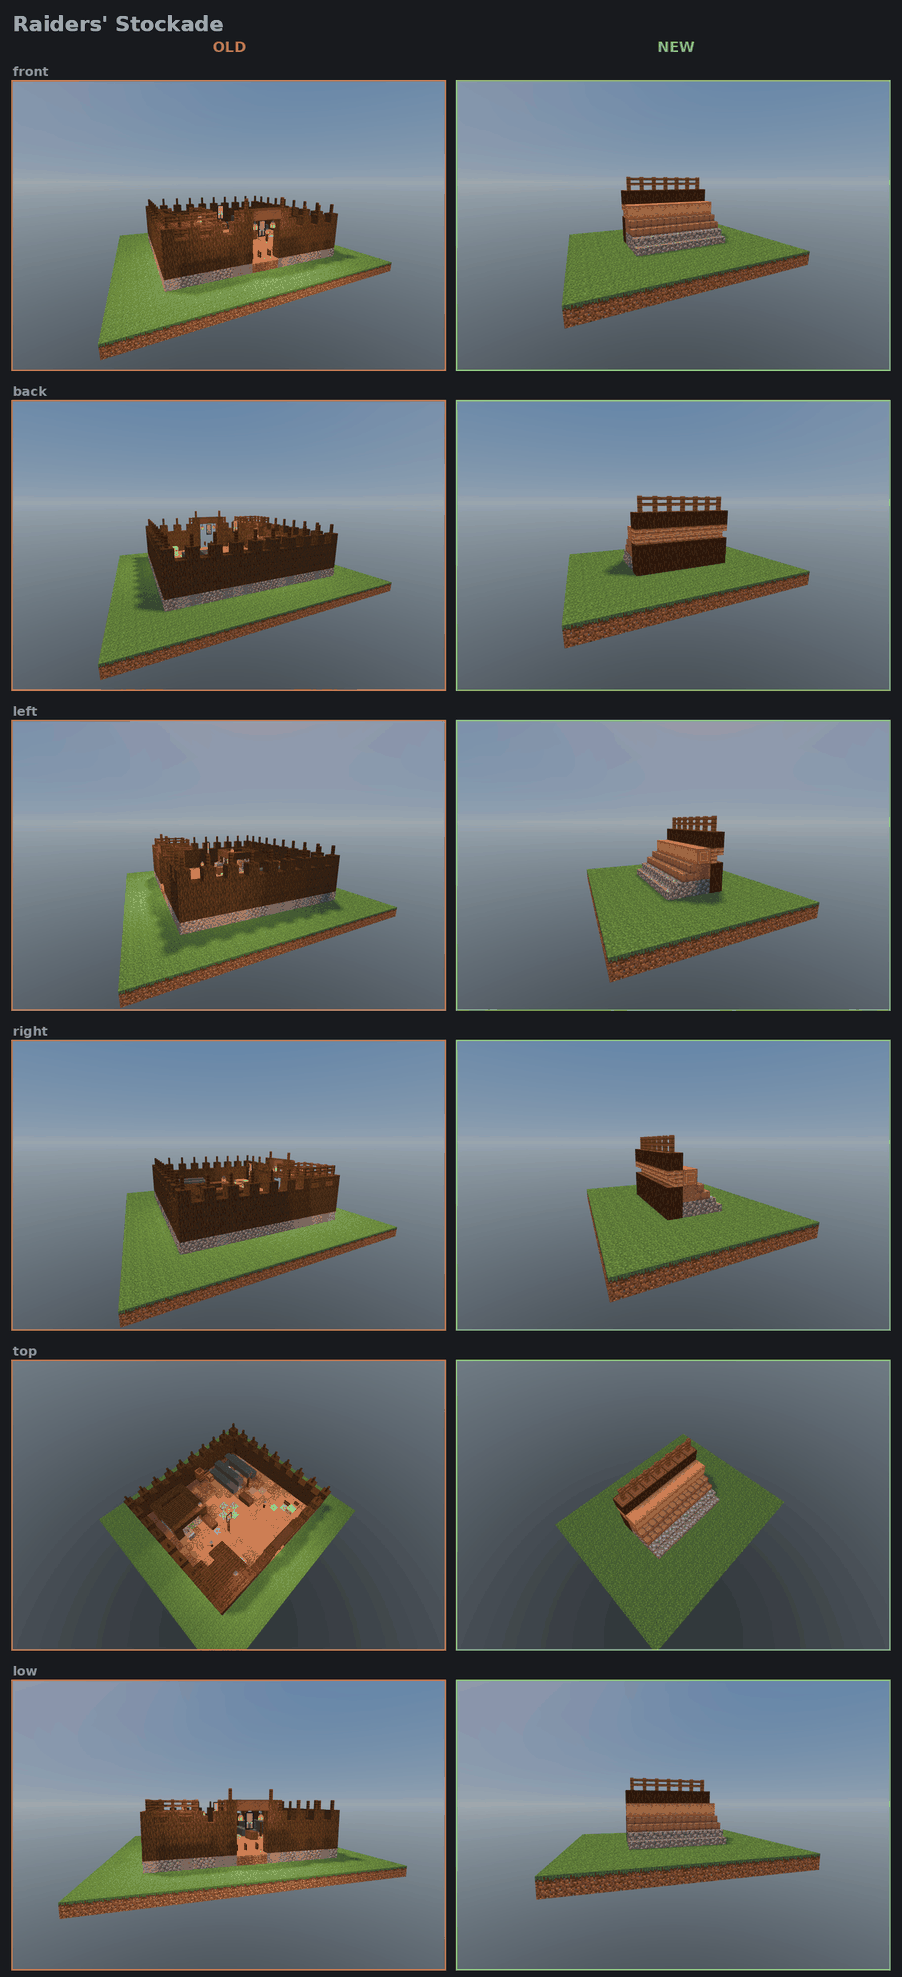 Raiders' Stockade
OLD
NEW
front
back
left
right
top
low